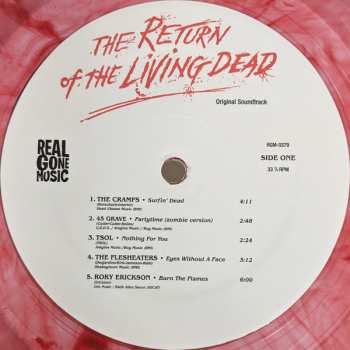 THE RETURN
OF THE LIVING DEAD
Original Soundtrack
REAL
GONE
MUSIC
RGM-0379
SIDE ONE
33 ⅓ RPM
1. THE CRAMPS • Surfin' Dead 4:11
2. 45 GRAVE • Partytime (zombie version) 2:48
3. TSOL • Nothing For You 2:24
(TSOL)
4. THE FLESHEATERS • Eyes Without A Face 5:12
5. ROKY ERICKSON • Burn The Flames 6:00